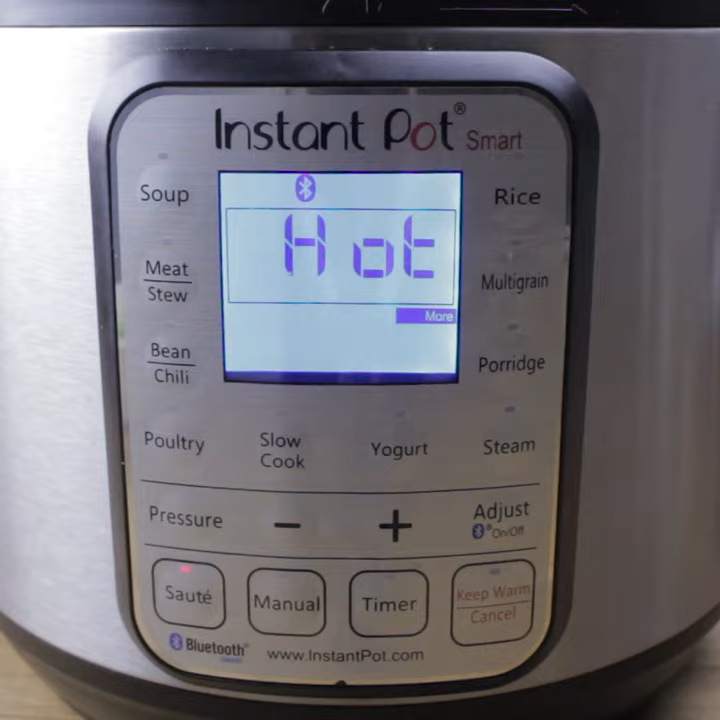 Instant Pot® Smart
Soup
Rice
Hot
Meat
Stew
Multigrain
More
Bean
Chili
Porridge
Poultry
Slow
Cook
Yogurt
Steam
Pressure
−
+
Adjust
® On/Off
Sauté
Manual
Timer
Keep Warm
Cancel
Bluetooth®
www.InstantPot.com